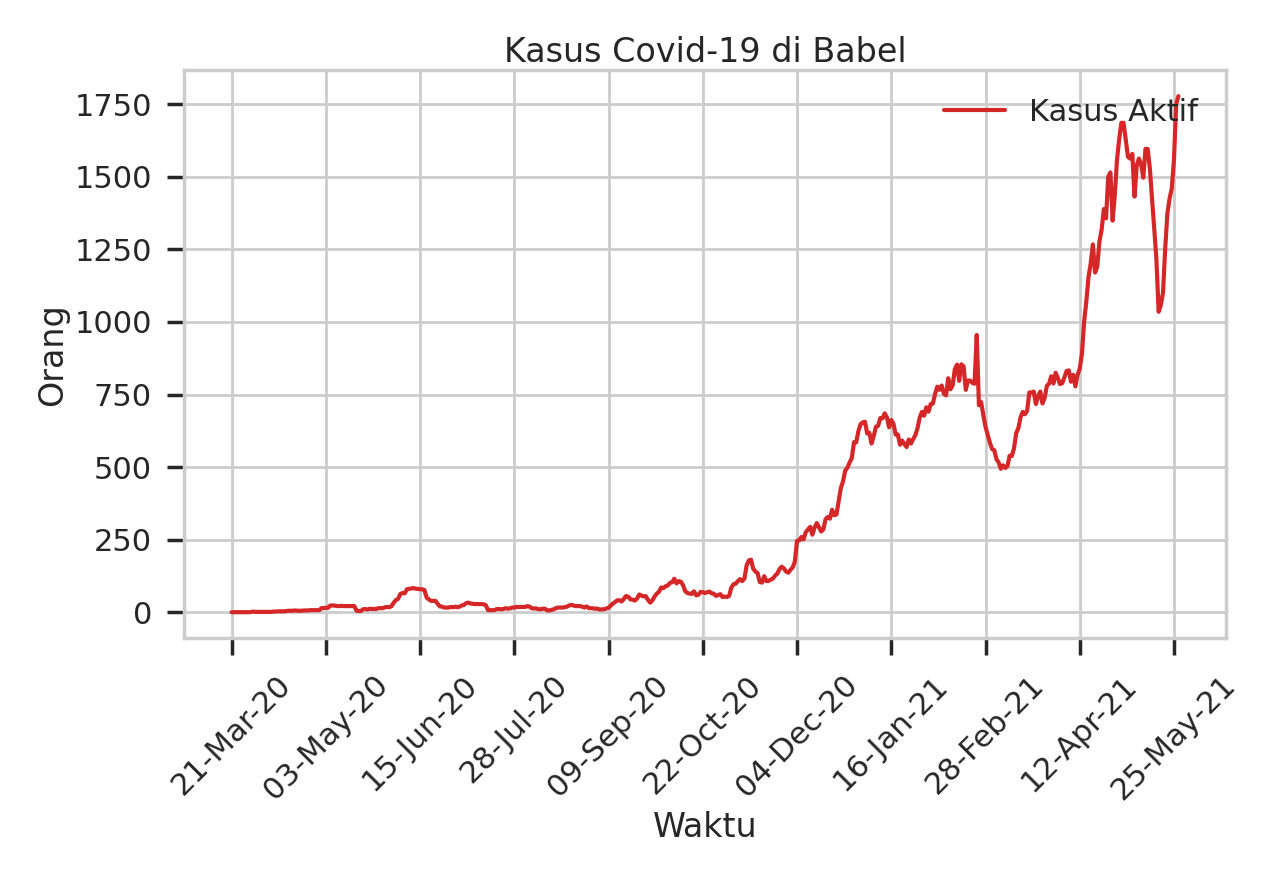 Kasus Covid-19 di Babel
Kasus Aktif
1750
1500
1250
1000
750
500
250
0
Orang
21-Mar-20
03-May-20
15-Jun-20
28-Jul-20
09-Sep-20
22-Oct-20
04-Dec-20
16-Jan-21
28-Feb-21
12-Apr-21
25-May-21
Waktu